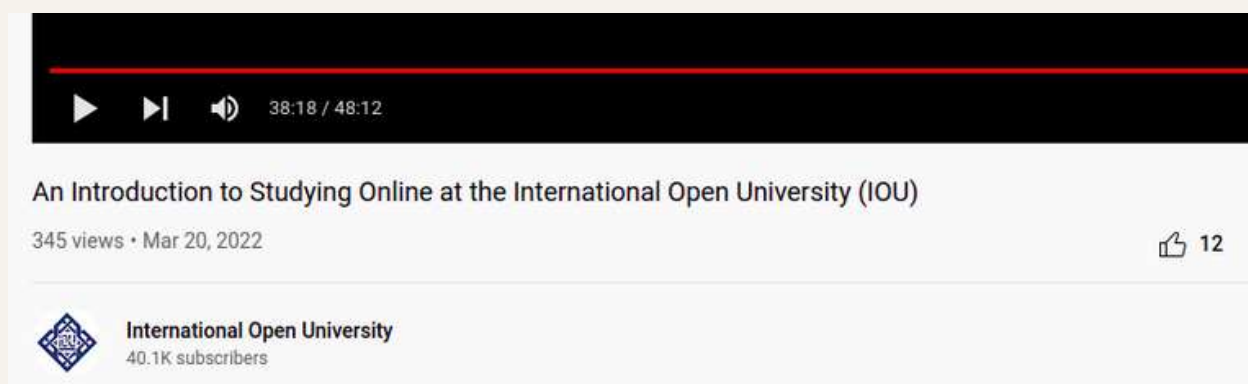 38:18 / 48:12
An Introduction to Studying Online at the International Open University (IOU)
345 views • Mar 20, 2022
12
International Open University
40.1K subscribers